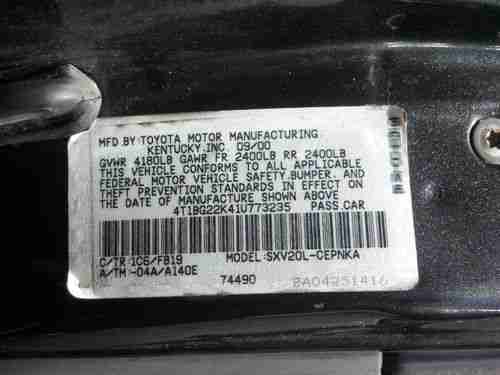 MFD BY TOYOTA MOTOR MANUFACTURING
KENTUCKY, INC. 09/00
GVWR 4180LB GAWR FR 2400LB RR 2400LB
THIS VEHICLE CONFORMS TO ALL APPLICABLE
FEDERAL MOTOR VEHICLE SAFETY, BUMPER, AND
THEFT PREVENTION STANDARDS IN EFFECT ON
THE DATE OF MANUFACTURE SHOWN ABOVE.
4T1BG22K41U773235 PASS.CAR
C/TR 1C6/FB19 MODEL SXV20L-CEPNKA
A/TM -04A/A140E 74490 BA04251416